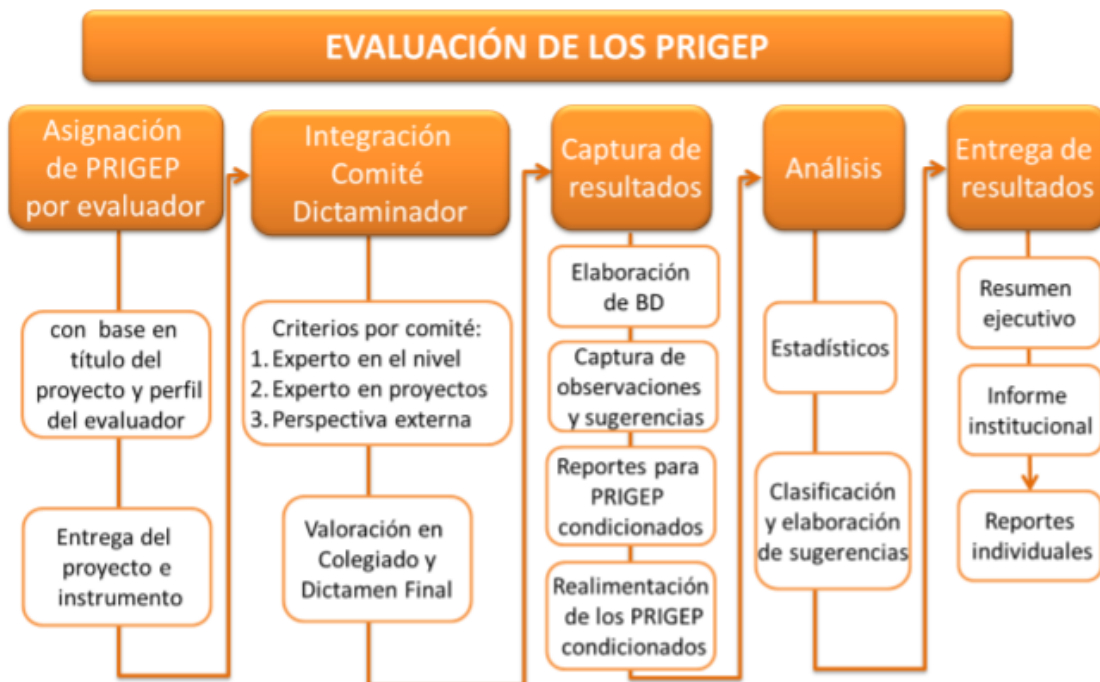 EVALUACIÓN DE LOS PRIGEP
Asignación
de PRIGEP
por evaluador
con base en
título del
proyecto y perfil
del evaluador
Entrega del
proyecto e
instrumento
Integración
Comité
Dictaminador
Criterios por comité:
1. Experto en el nivel
2. Experto en proyectos
3. Perspectiva externa
Valoración en
Colegiado y
Dictamen Final
Captura de
resultados
Elaboración
de BD
Captura de
observaciones
y sugerencias
Reportes para
PRIGEP
condicionados
Realimentación
de los PRIGEP
condicionados
Análisis
Estadísticos
Clasificación
y elaboración
de sugerencias
Entrega de
resultados
Resumen
ejecutivo
Informe
institucional
Reportes
individuales